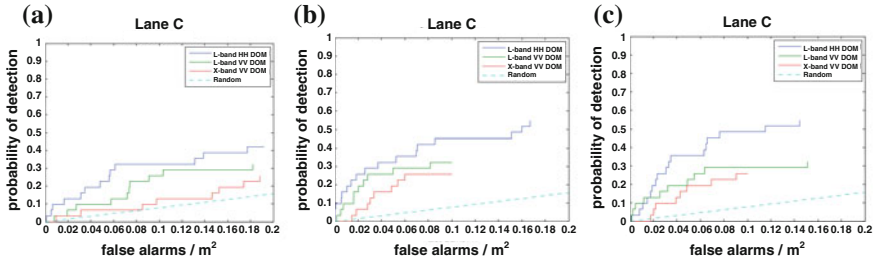 (a)
Lane C
probability of detection
1
0.9
0.8
0.7
0.6
0.5
0.4
0.3
0.2
0.1
0
0 0.02 0.04 0.06 0.08 0.1 0.12 0.14 0.16 0.18 0.2
false alarms / m²
L-band HH DOM
L-band VV DOM
X-band VV DOM
Random
(b)
Lane C
probability of detection
1
0.9
0.8
0.7
0.6
0.5
0.4
0.3
0.2
0.1
0
0 0.02 0.04 0.06 0.08 0.1 0.12 0.14 0.16 0.18 0.2
false alarms / m²
L-band HH DOM
L-band VV DOM
X-band VV DOM
Random
(c)
Lane C
probability of detection
1
0.9
0.8
0.7
0.6
0.5
0.4
0.3
0.2
0.1
0
0 0.02 0.04 0.06 0.08 0.1 0.12 0.14 0.16 0.18 0.2
false alarms / m²
L-band HH DOM
L-band VV DOM
X-band VV DOM
Random